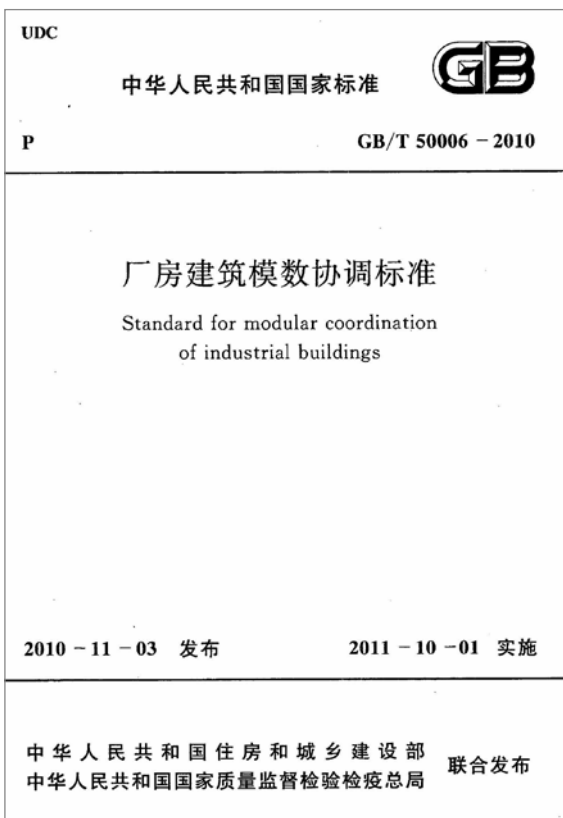 UDC
中华人民共和国国家标准
GB
P
GB/T 50006－2010
厂房建筑模数协调标准
Standard for modular coordination
of industrial buildings
2010－11－03 发布
2011－10－01 实施
中华人民共和国住房和城乡建设部
中华人民共和国国家质量监督检验检疫总局
联合发布